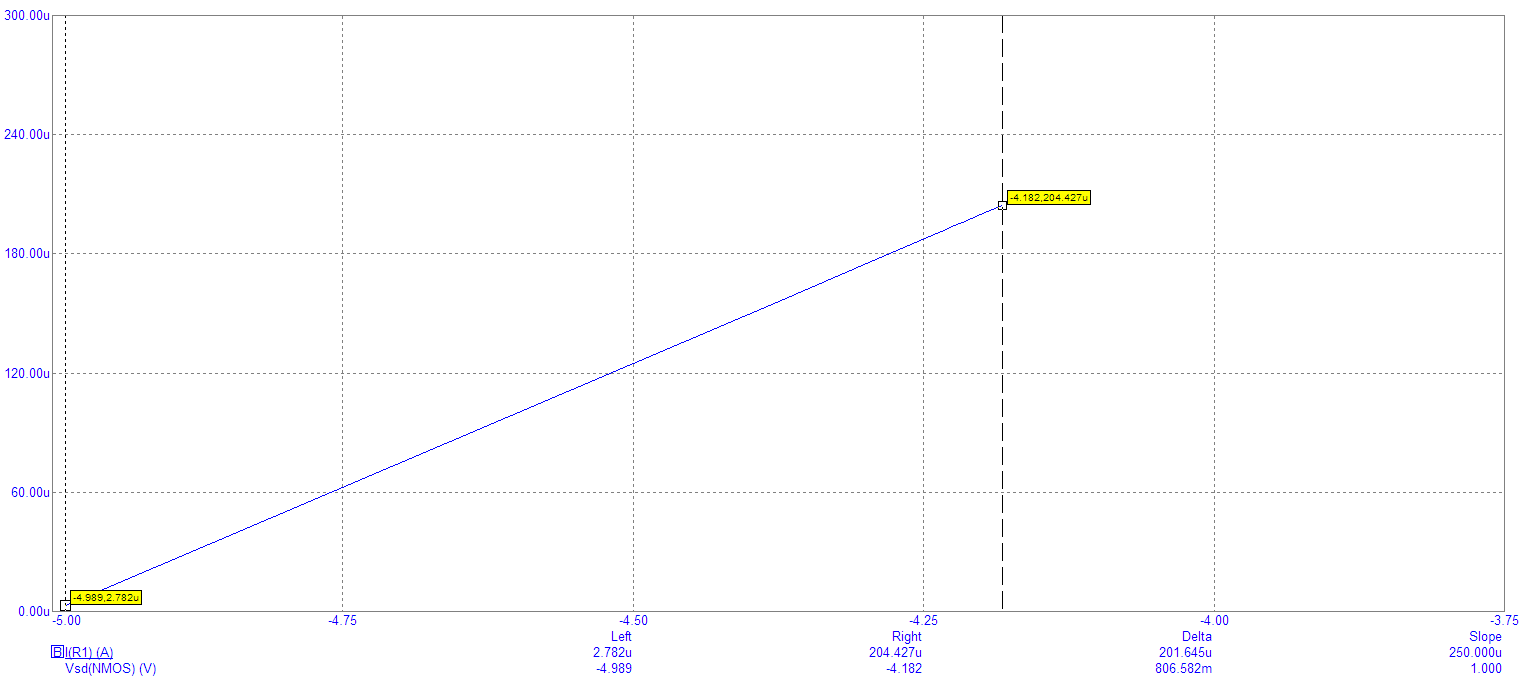 300.00u
240.00u
-4.182,204.427u
180.00u
120.00u
60.00u
-4.989,2.782u
0.00u
-5.00 -4.75 -4.50 -4.25 -4.00 -3.75
Left Right Delta Slope
B I(R1) (A) 2.782u 204.427u 201.645u 250.000u
Vsd(NMOS) (V) -4.989 -4.182 806.582m 1.000